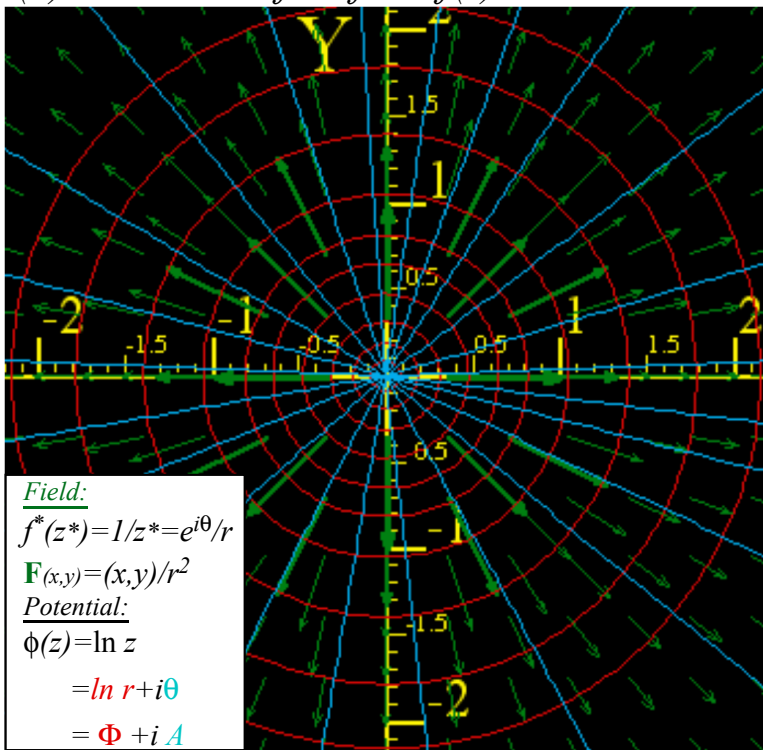 2
Y
1.5
1
0.5
-2 -1 1 2
-1.5 -0.5 0.5 1.5
0.5
Field:
f*(z*)=1/z*=e^{iθ}/r
-1
F(x,y)=(x,y)/r²
Potential:
-1.5
ϕ(z)=ln z
=ln r+iθ
-2
= Φ +i A